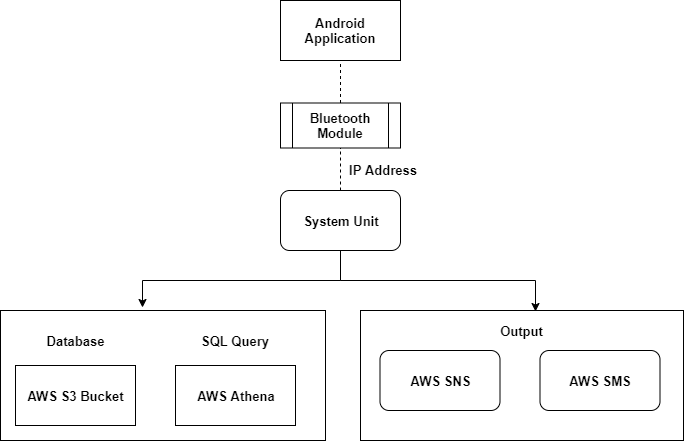 Android
Application
Bluetooth
Module
IP Address
System Unit
Database
SQL Query
AWS S3 Bucket
AWS Athena
Output
AWS SNS
AWS SMS